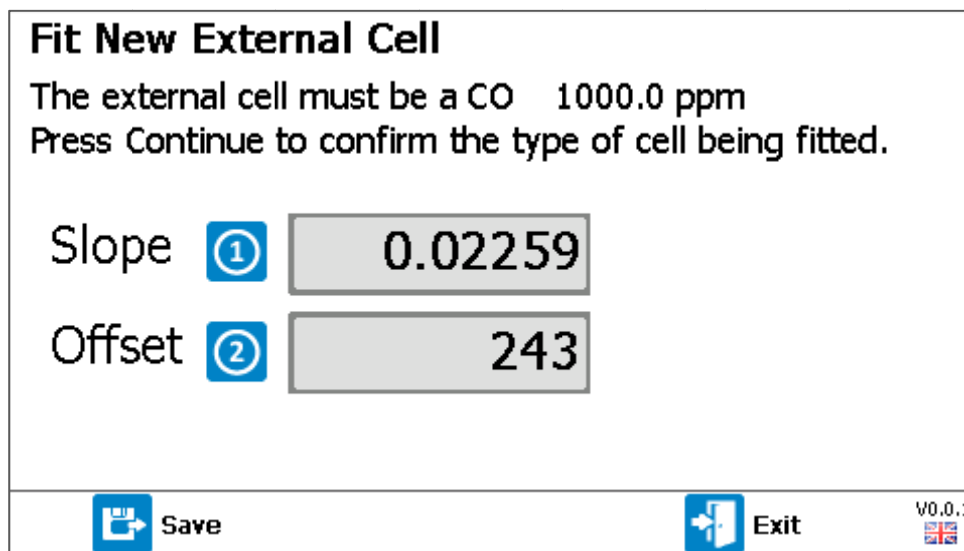 Fit New External Cell
The external cell must be a CO 1000.0 ppm
Press Continue to confirm the type of cell being fitted.
Slope 1 0.02259
Offset 2 243
Save Exit